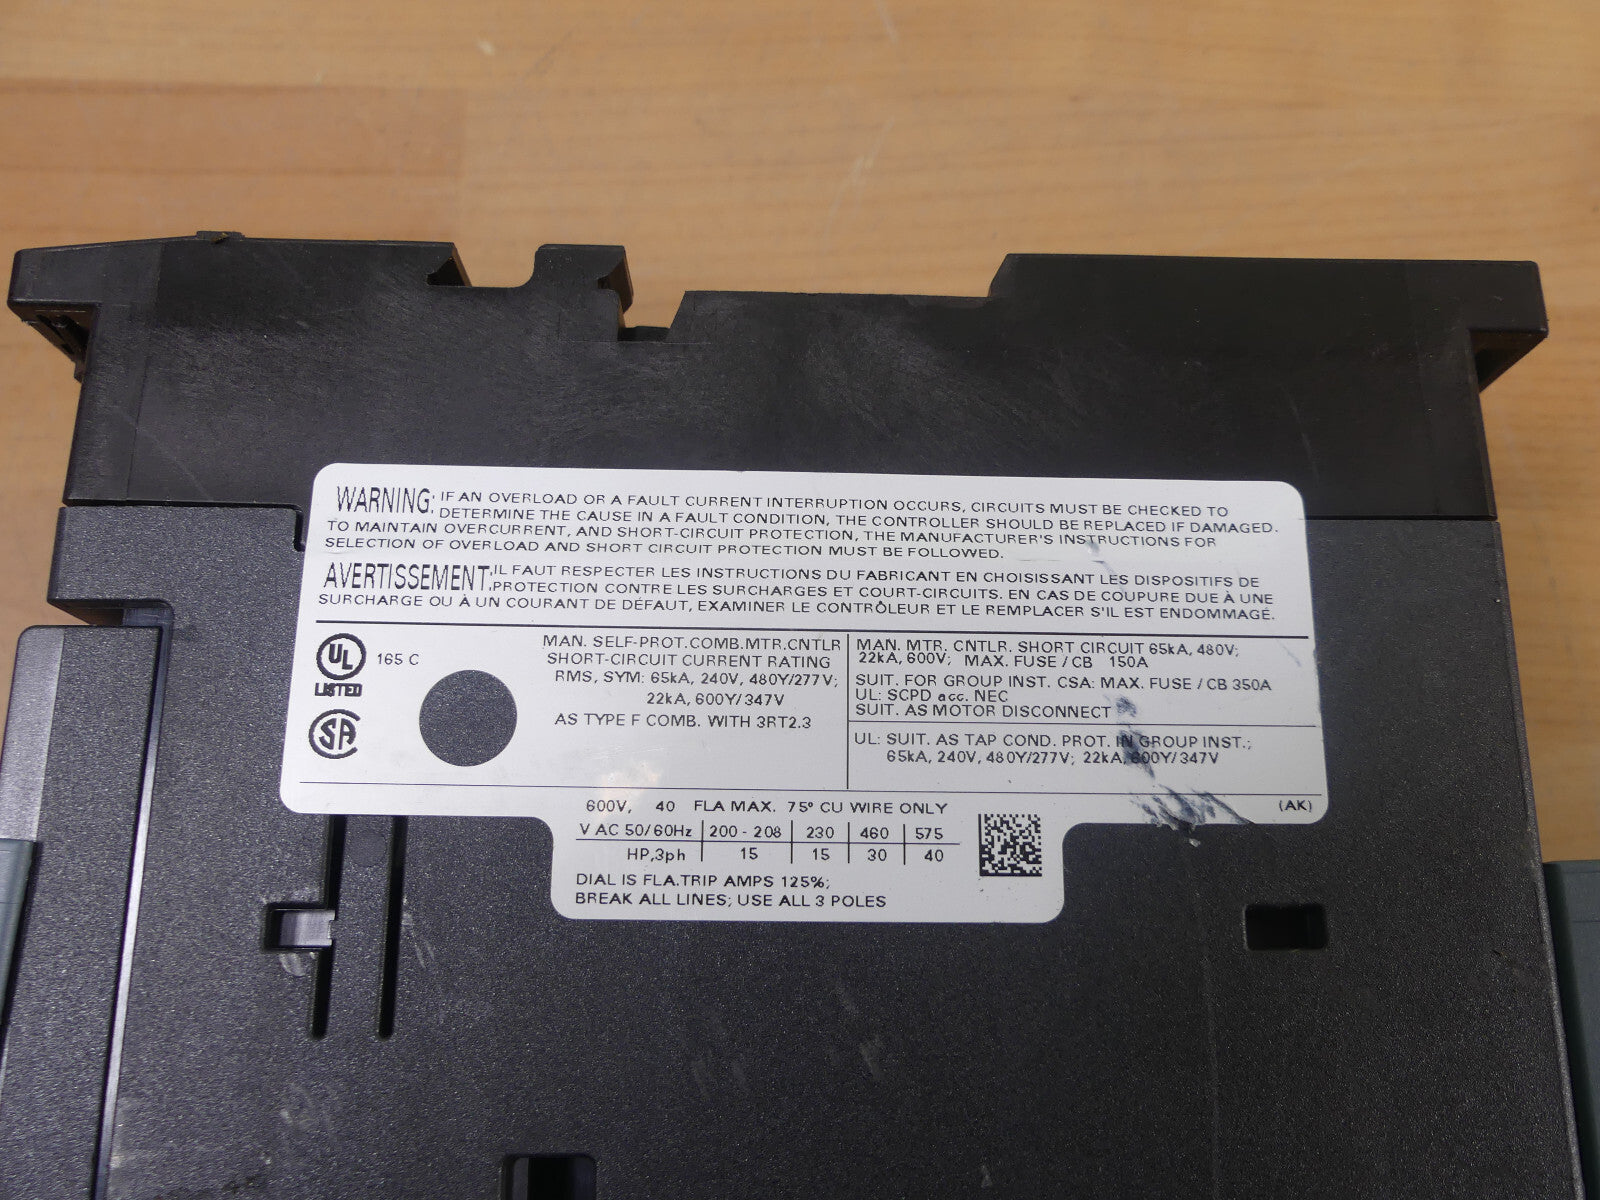 WARNING: IF AN OVERLOAD OR A FAULT CURRENT INTERRUPTION OCCURS, CIRCUITS MUST BE CHECKED TO
DETERMINE THE CAUSE IN A FAULT CONDITION, THE CONTROLLER SHOULD BE REPLACED IF DAMAGED.
TO MAINTAIN OVERCURRENT, AND SHORT-CIRCUIT PROTECTION, THE MANUFACTURER'S INSTRUCTIONS FOR
SELECTION OF OVERLOAD AND SHORT CIRCUIT PROTECTION MUST BE FOLLOWED.
AVERTISSEMENT: IL FAUT RESPECTER LES INSTRUCTIONS DU FABRICANT EN CHOISISSANT LES DISPOSITIFS DE
PROTECTION CONTRE LES SURCHARGES ET COURT-CIRCUITS. EN CAS DE COUPURE DUE À UNE
SURCHARGE OU À UN COURANT DE DÉFAUT, EXAMINER LE CONTRÔLEUR ET LE REMPLACER S'IL EST ENDOMMAGÉ.
UL
LISTED
165 C
SA
MAN. SELF-PROT.COMB.MTR.CNTLR
SHORT-CIRCUIT CURRENT RATING
RMS, SYM: 65kA, 240V, 480Y/277V;
22kA, 600Y/347V
AS TYPE F COMB. WITH 3RT2.3
MAN. MTR. CNTLR. SHORT CIRCUIT 65kA, 480V;
22kA, 600V; MAX. FUSE / CB 150A
SUIT. FOR GROUP INST. CSA: MAX. FUSE / CB 350A
UL: SCPD acc. NEC
SUIT. AS MOTOR DISCONNECT
UL: SUIT. AS TAP COND. PROT. IN GROUP INST.;
65kA, 240V, 480Y/277V; 22kA, 600Y/347V
600V, 40 FLA MAX. 75° CU WIRE ONLY
(AK)
V AC 50/60Hz 200 - 208 230 460 575
HP,3ph 15 15 30 40
DIAL IS FLA.TRIP AMPS 125%;
BREAK ALL LINES; USE ALL 3 POLES